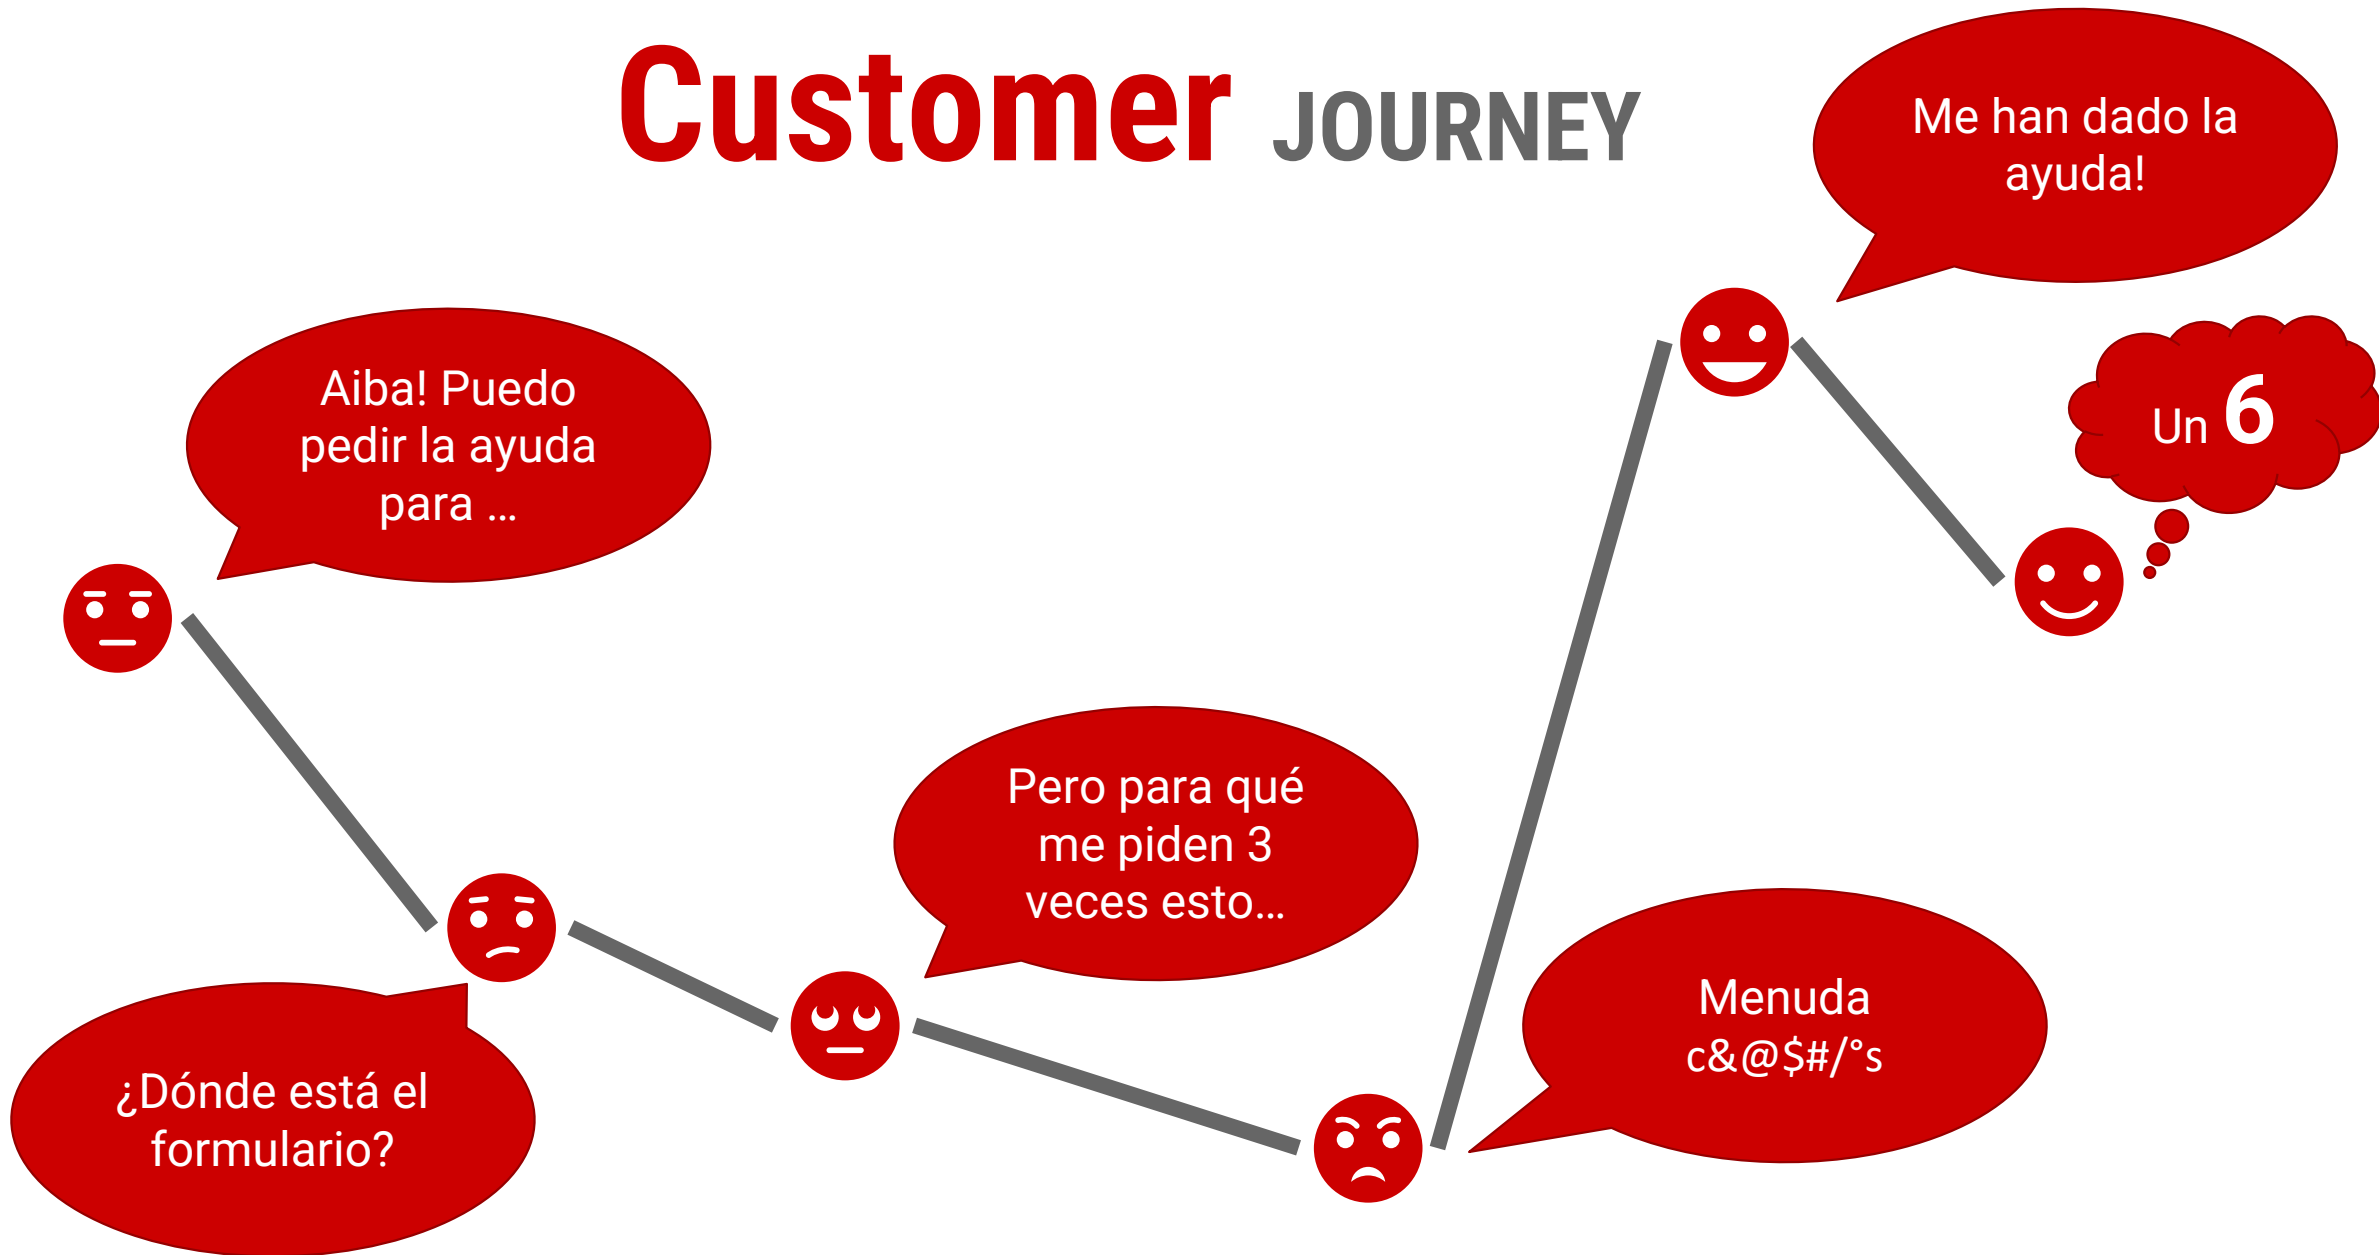 Customer JOURNEY
Aiba! Puedo
pedir la ayuda
para ...
¿Dónde está el
formulario?
Pero para qué
me piden 3
veces esto...
Menuda
c&@$#/°s
Me han dado la
ayuda!
Un 6